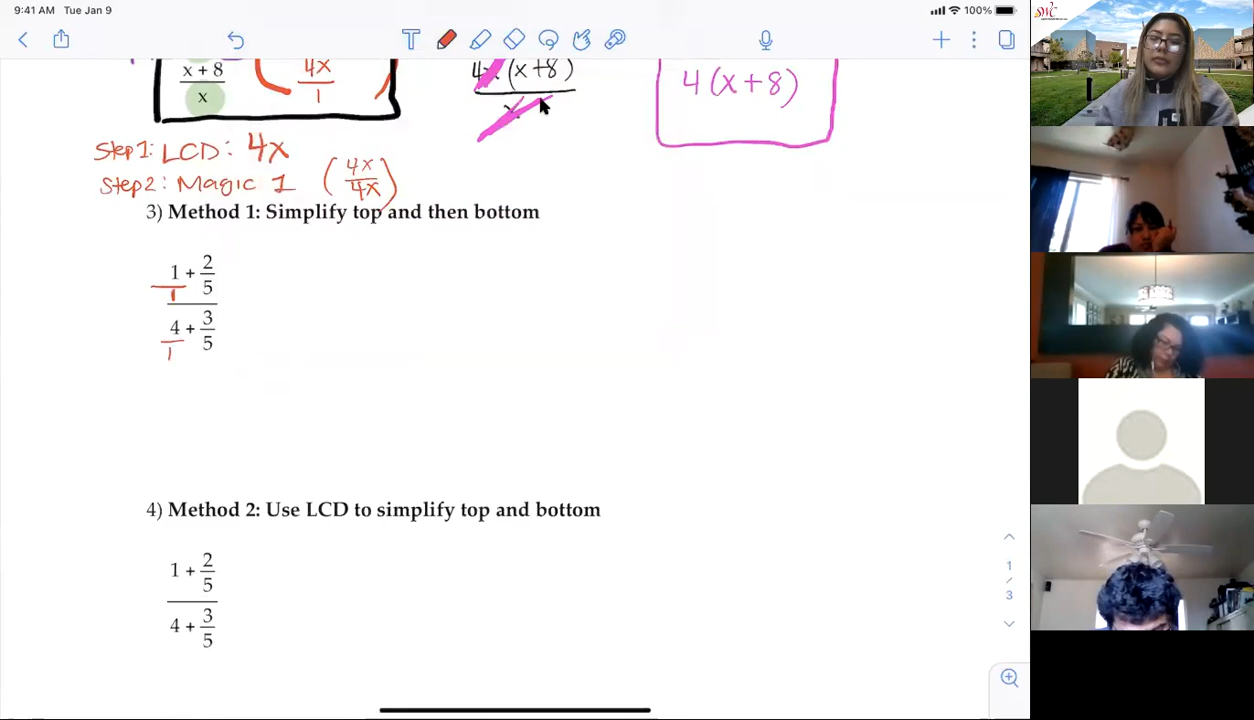 9:41 AM Tue Jan 9
100%
x + 8
x
4x
1
4x (x+8)
4 (x+8)
Step 1: LCD: 4x
Step 2: Magic 1 (4x/4x)
3) Method 1: Simplify top and then bottom
1 + 2/5
1
4 + 3/5
1
4) Method 2: Use LCD to simplify top and bottom
1 + 2/5
4 + 3/5
1
/
3
SWC